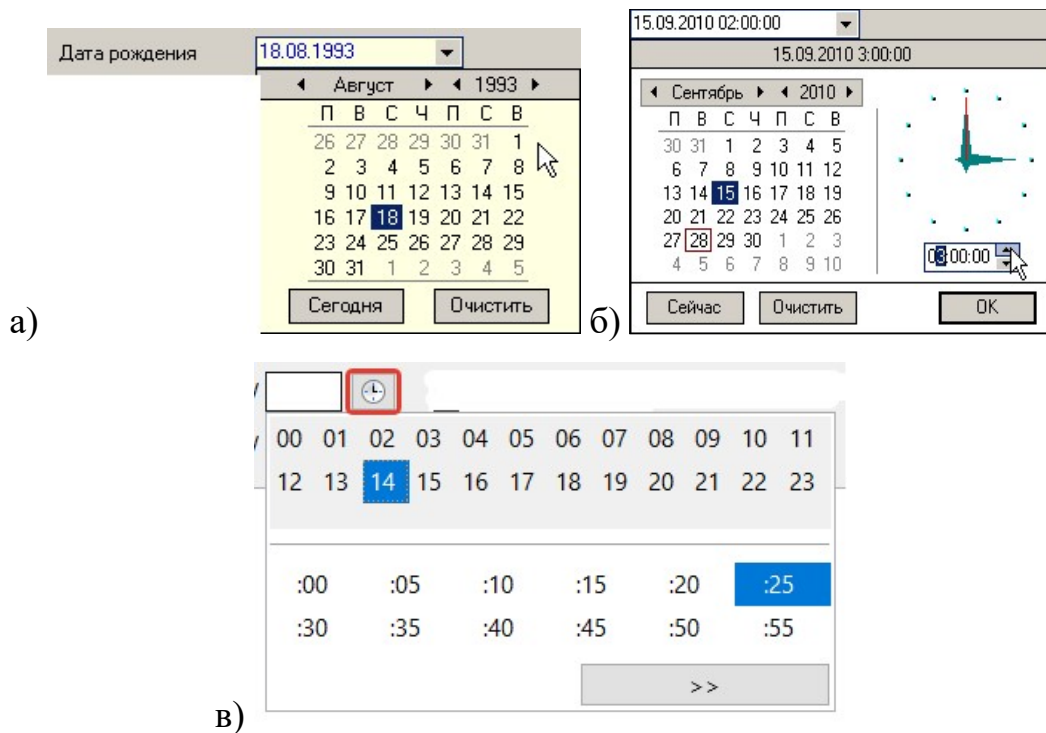 Дата рождения 18.08.1993
Август 1993
П В С Ч П С В
26 27 28 29 30 31 1
2 3 4 5 6 7 8
9 10 11 12 13 14 15
16 17 18 19 20 21 22
23 24 25 26 27 28 29
30 31 1 2 3 4 5
Сегодня Очистить
а)
15.09.2010 02:00:00
15.09.2010 3:00:00
Сентябрь 2010
П В С Ч П С В
30 31 1 2 3 4 5
6 7 8 9 10 11 12
13 14 15 16 17 18 19
20 21 22 23 24 25 26
27 28 29 30 1 2 3
4 5 6 7 8 9 10
03:00:00
Сейчас Очистить OK
б)
00 01 02 03 04 05 06 07 08 09 10 11
12 13 14 15 16 17 18 19 20 21 22 23
:00 :05 :10 :15 :20 :25
:30 :35 :40 :45 :50 :55
>>
в)